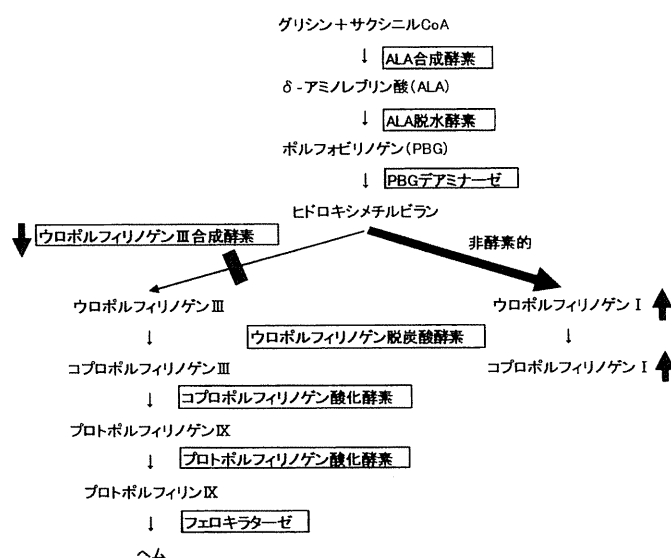 グリシン＋サクシニルCoA
↓ ALA合成酵素
δ-アミノレブリン酸(ALA)
↓ ALA脱水酵素
ポルフォビリノゲン(PBG)
↓ PBGデアミナーゼ
ヒドロキシメチルビラン
ウロポルフィリノゲンⅢ合成酵素
非酵素的
ウロポルフィリノゲンⅢ
ウロポルフィリノゲンⅠ
↓ ウロポルフィリノゲン脱炭酸酵素 ↓
コプロポルフィリノゲンⅢ
コプロポルフィリノゲンⅠ
↓ コプロポルフィリノゲン酸化酵素
プロトポルフィリノゲンⅨ
↓ プロトポルフィリノゲン酸化酵素
プロトポルフィリンⅨ
↓ フェロキラターゼ
ヘム